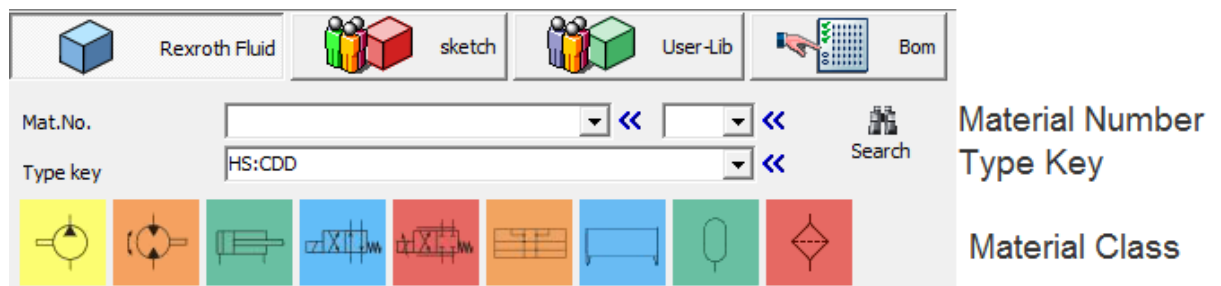 Rexroth Fluid sketch User-Lib Bom
Mat.No. << << Material Number
Search
Type key HS:CDD << Type Key
Material Class